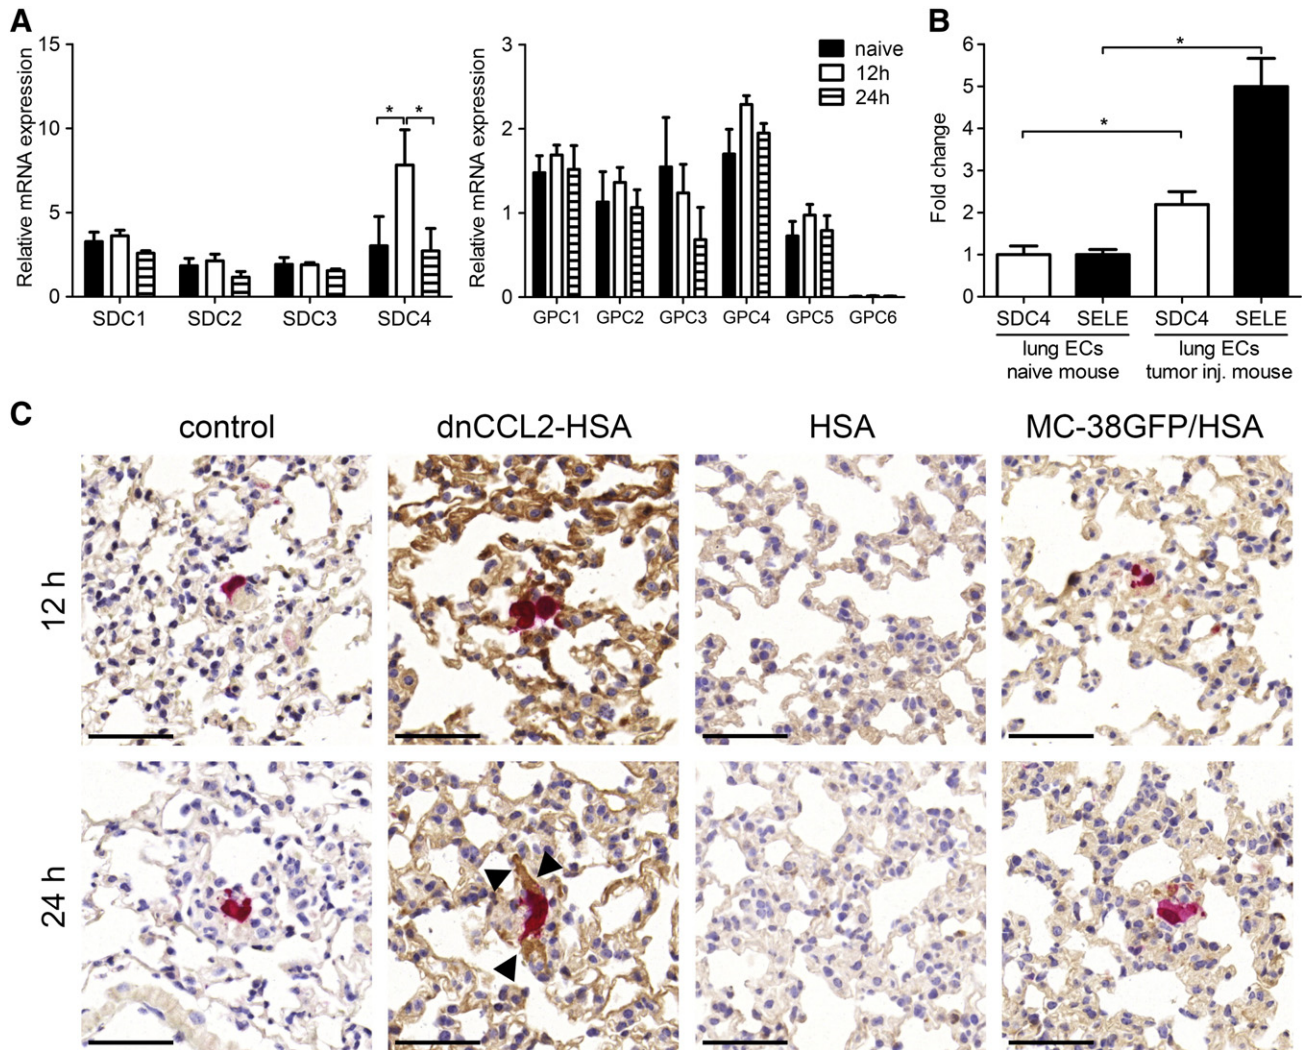 A
B
15
10
5
0
Relative mRNA expression
* *
SDC1 SDC2 SDC3 SDC4
3
2
1
0
Relative mRNA expression
naive
12h
24h
GPC1 GPC2 GPC3 GPC4 GPC5 GPC6
6
5
4
3
2
1
0
Fold change
*
*
SDC4 SELE SDC4 SELE
lung ECs
naive mouse
lung ECs
tumor inj. mouse
C
control dnCCL2-HSA HSA MC-38GFP/HSA
12 h
24 h